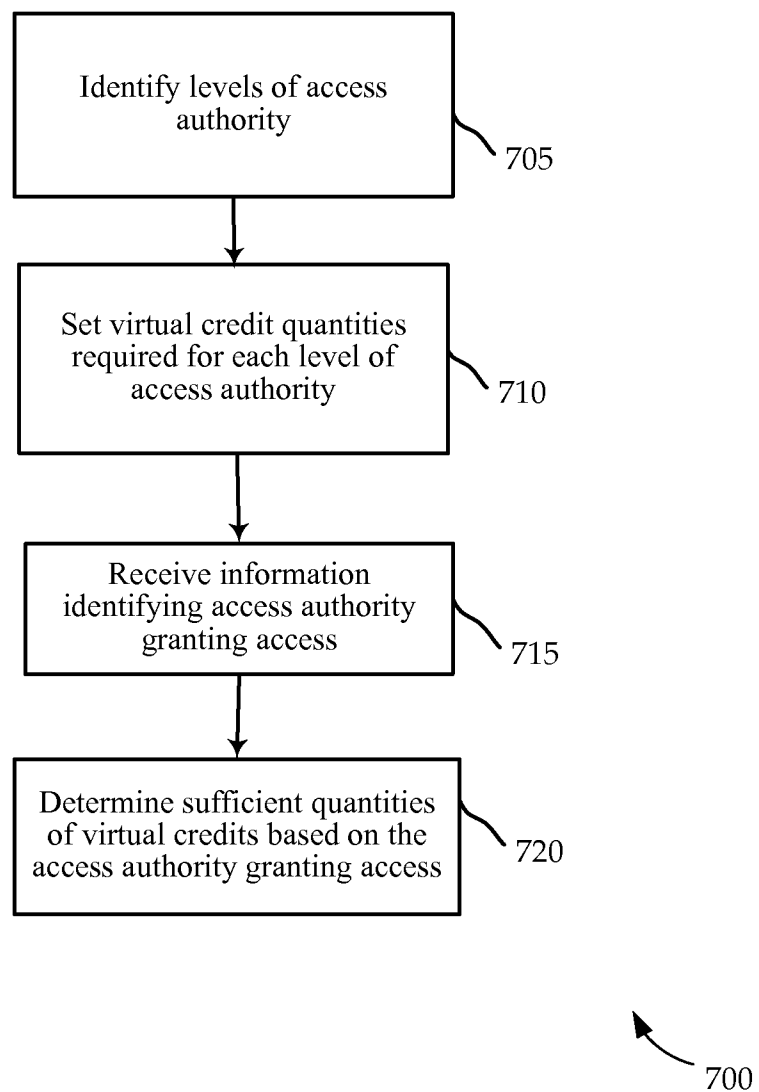 Identify levels of access
authority
705
Set virtual credit quantities
required for each level of
access authority
710
Receive information
identifying access authority
granting access
715
Determine sufficient quantities
of virtual credits based on the
access authority granting access
720
700